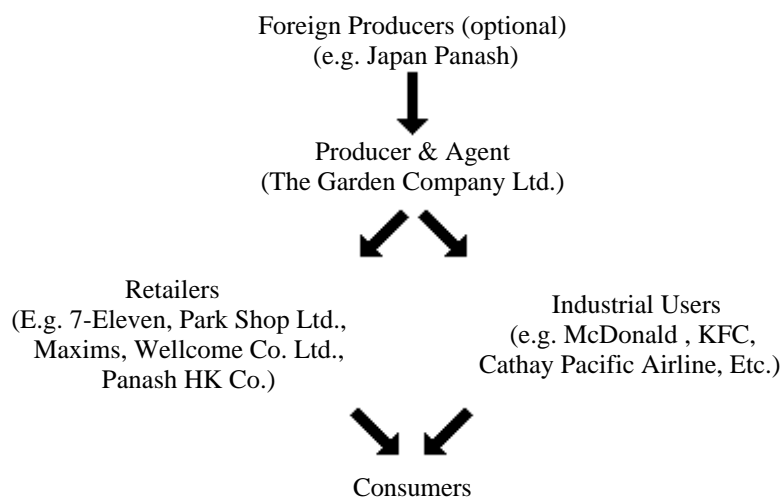 Foreign Producers (optional)
(e.g. Japan Panash)
Producer & Agent
(The Garden Company Ltd.)
Retailers
(E.g. 7-Eleven, Park Shop Ltd.,
Maxims, Wellcome Co. Ltd.,
Panash HK Co.)
Industrial Users
(e.g. McDonald , KFC,
Cathay Pacific Airline, Etc.)
Consumers